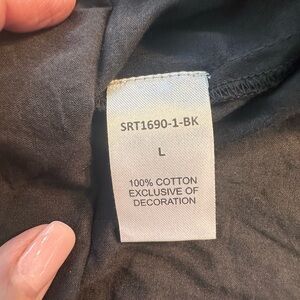 SRT1690-1-BK
L
100% COTTON
EXCLUSIVE OF
DECORATION